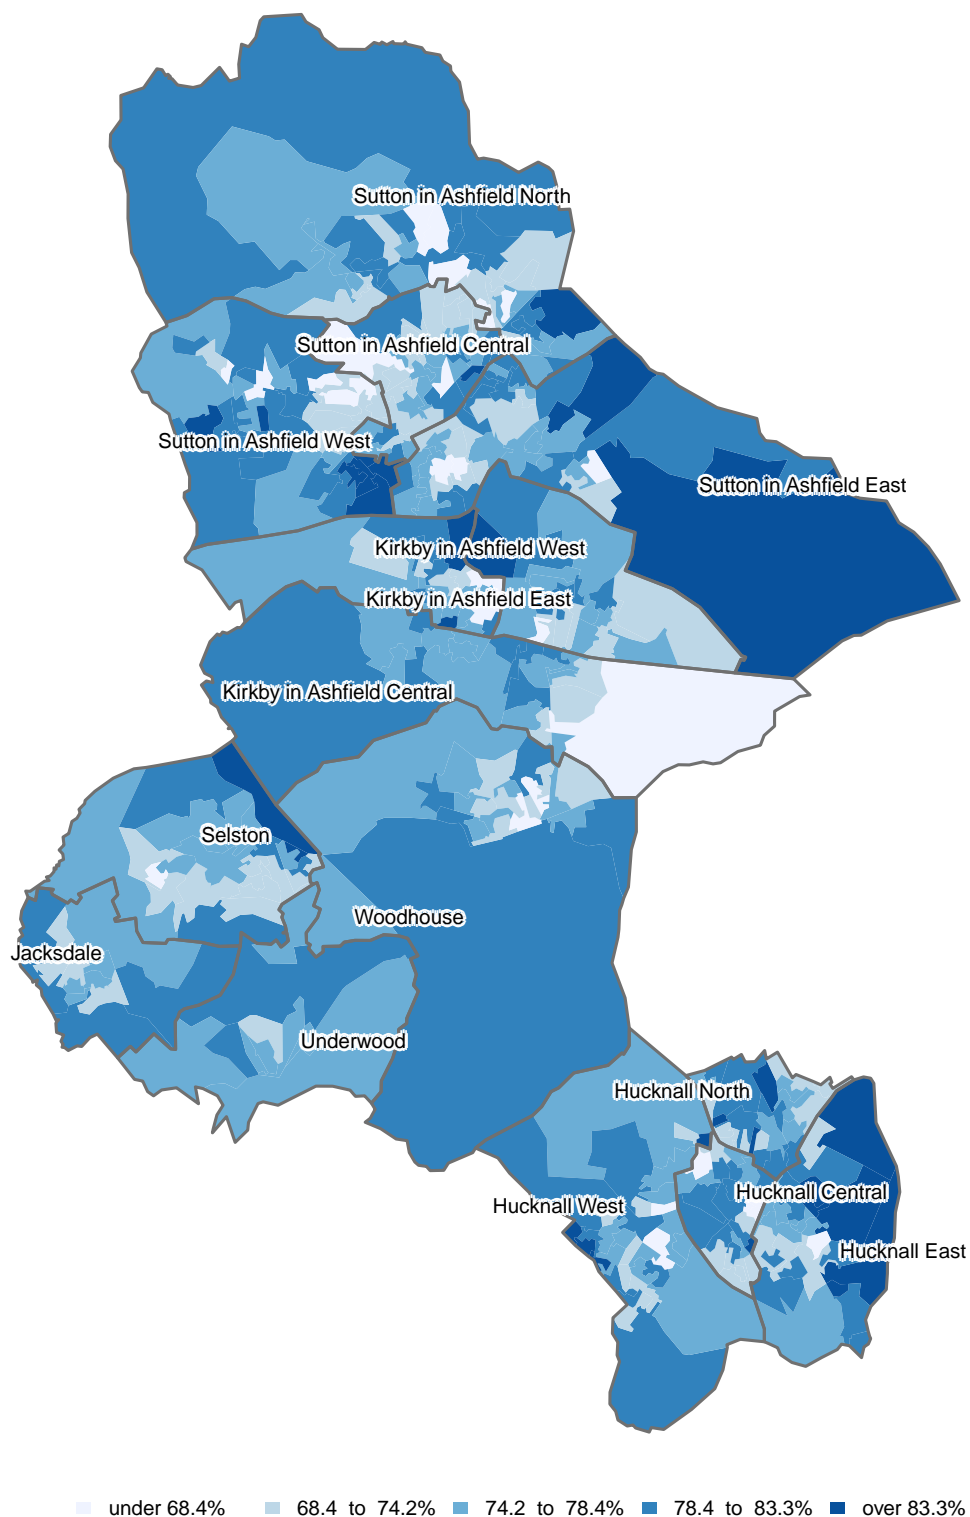 Sutton in Ashfield North
Sutton in Ashfield Central
Sutton in Ashfield West
Sutton in Ashfield East
Kirkby in Ashfield West
Kirkby in Ashfield East
Kirkby in Ashfield Central
Selston
Woodhouse
Jacksdale
Underwood
Hucknall North
Hucknall Central
Hucknall West
Hucknall East
under 68.4% 68.4 to 74.2% 74.2 to 78.4% 78.4 to 83.3% over 83.3%